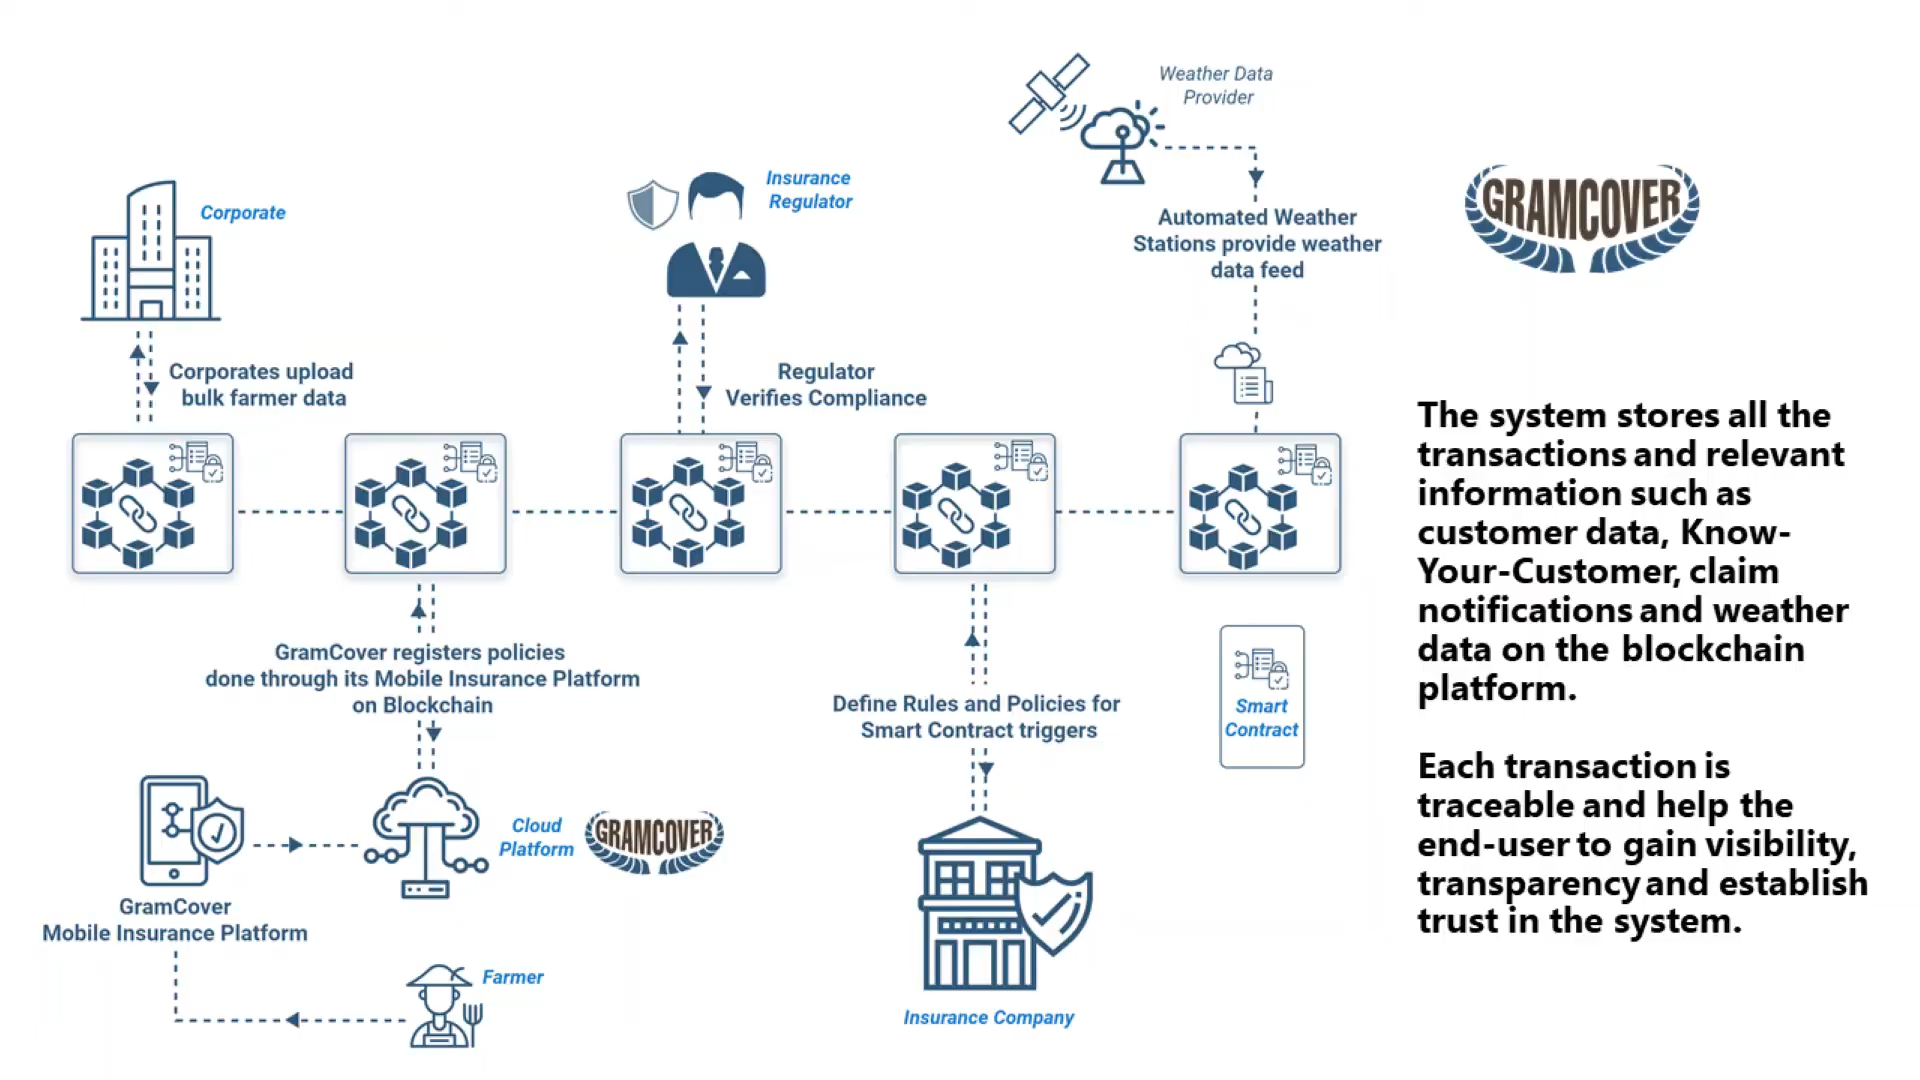 Weather Data
Provider
Corporate
Insurance
Regulator
GRAMCOVER
Automated Weather
Stations provide weather
data feed
Corporates upload
bulk farmer data
Regulator
Verifies Compliance
The system stores all the
transactions and relevant
information such as
customer data, Know-
Your-Customer, claim
notifications and weather
data on the blockchain
platform.
GramCover registers policies
done through its Mobile Insurance Platform
on Blockchain
Define Rules and Policies for
Smart Contract triggers
Smart
Contract
Each transaction is
traceable and help the
end-user to gain visibility,
transparency and establish
trust in the system.
Cloud
Platform
GRAMCOVER
GramCover
Mobile Insurance Platform
Farmer
Insurance Company